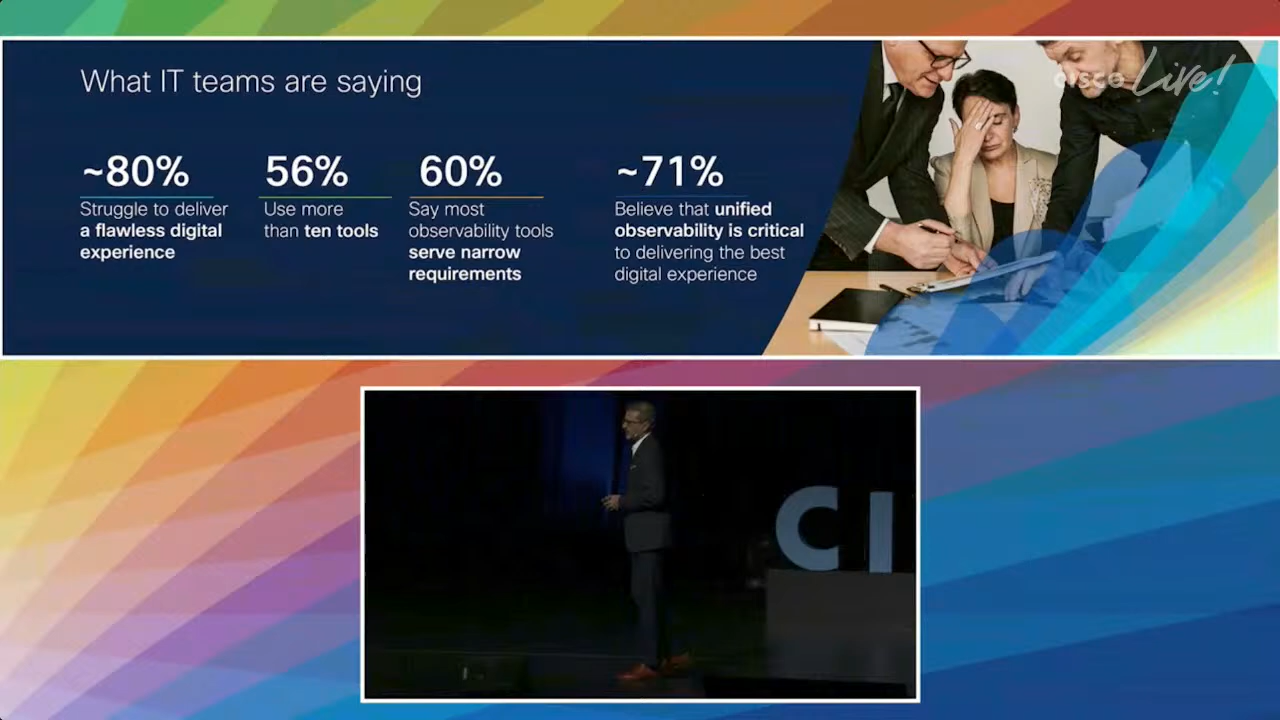 What IT teams are saying
cisco Live!
~80%
Struggle to deliver
a flawless digital
experience
56%
Use more
than ten tools
60%
Say most
observability tools
serve narrow
requirements
~71%
Believe that unified
observability is critical
to delivering the best
digital experience
CI